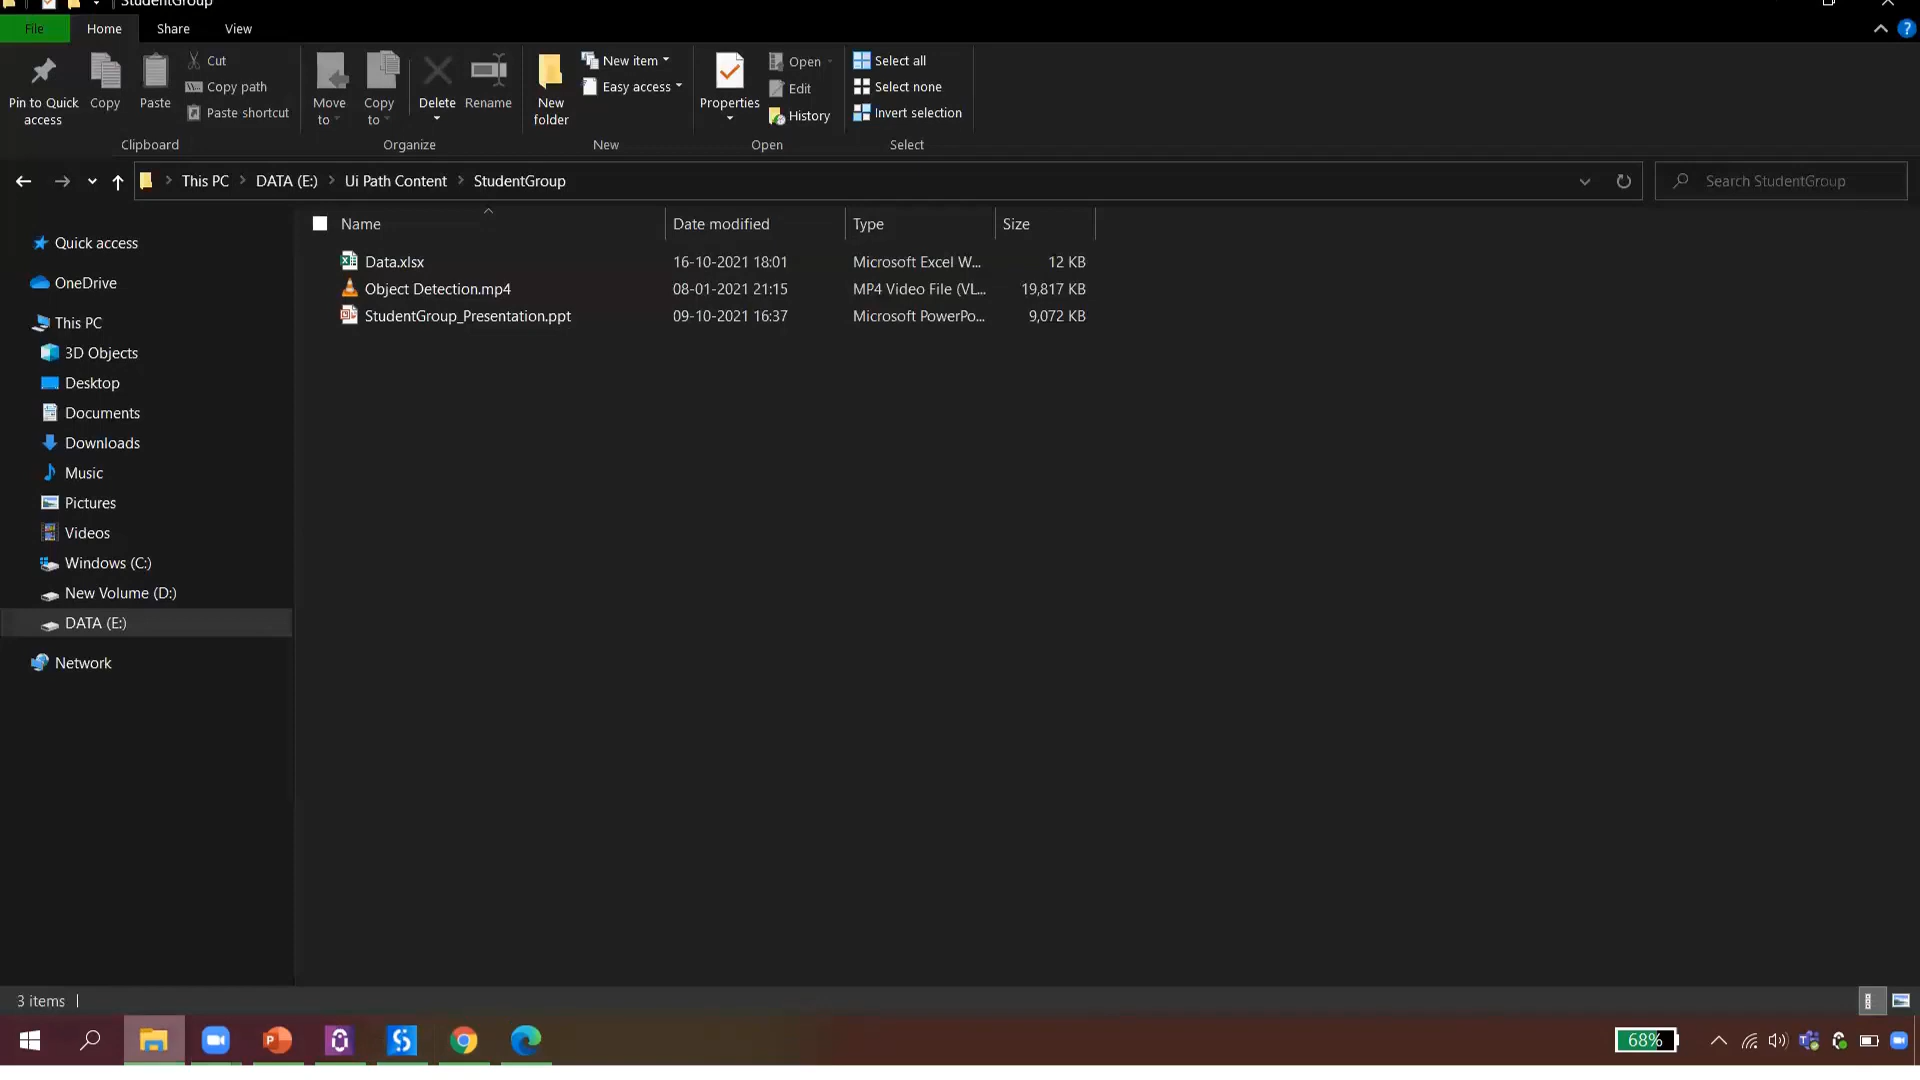 StudentGroup
File Home Share View
Pin to Quick access
Copy
Paste
Cut
Copy path
Paste shortcut
Clipboard
Move to
Copy to
Delete
Rename
Organize
New folder
New item
Easy access
New
Properties
Open
Edit
History
Open
Select all
Select none
Invert selection
Select
This PC DATA (E:) Ui Path Content StudentGroup
Search StudentGroup
Quick access
OneDrive
This PC
3D Objects
Desktop
Documents
Downloads
Music
Pictures
Videos
Windows (C:)
New Volume (D:)
DATA (E:)
Network
Name Date modified Type Size
Data.xlsx 16-10-2021 18:01 Microsoft Excel W... 12 KB
Object Detection.mp4 08-01-2021 21:15 MP4 Video File (VL... 19,817 KB
StudentGroup_Presentation.ppt 09-10-2021 16:37 Microsoft PowerPo... 9,072 KB
3 items
68%